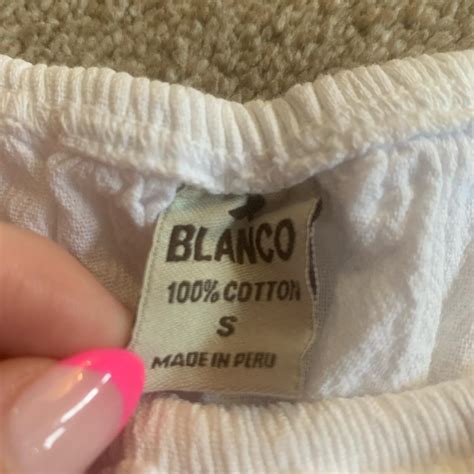 BLANCO
100% COTTON
S
MADE IN PERU